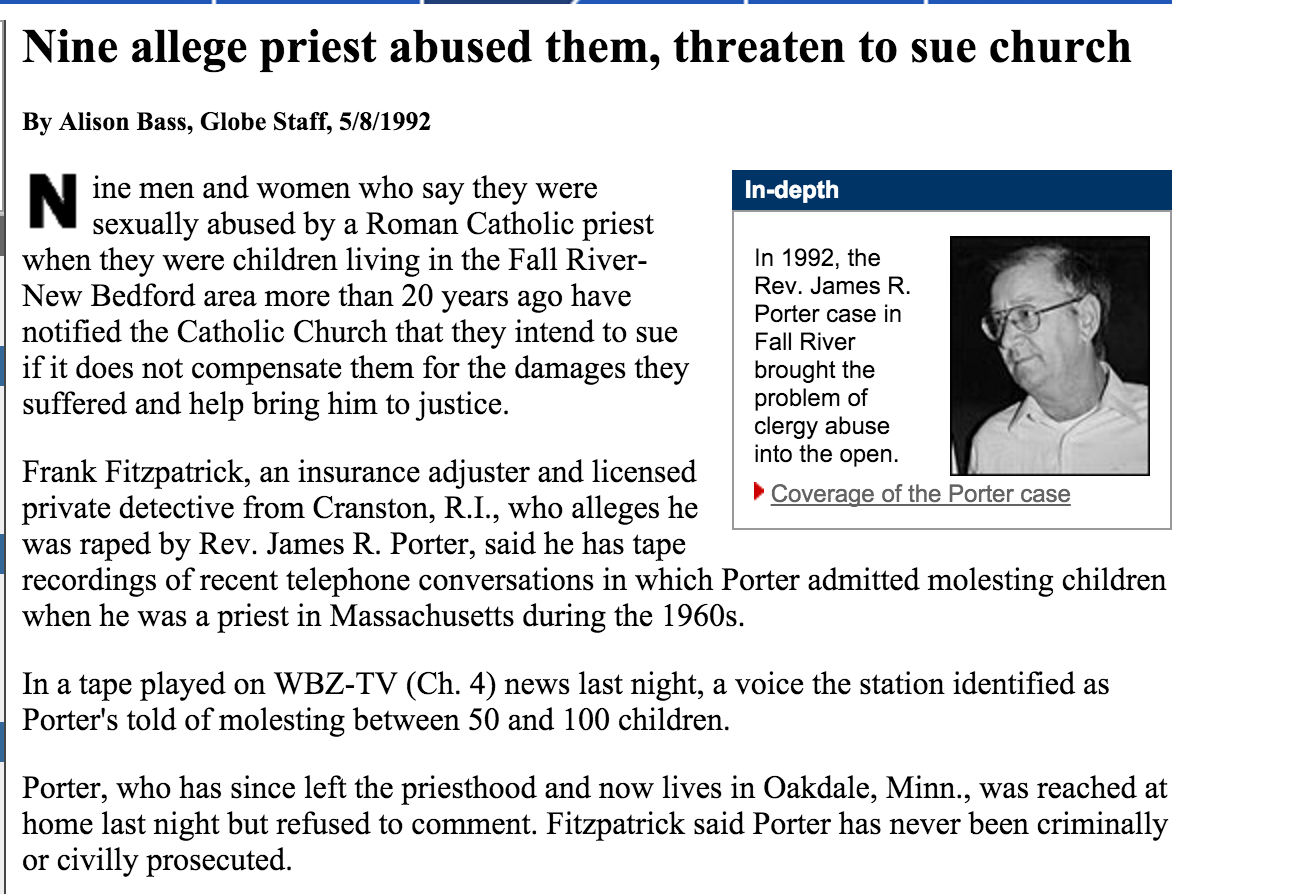 Nine allege priest abused them, threaten to sue church
By Alison Bass, Globe Staff, 5/8/1992
Nine men and women who say they were
sexually abused by a Roman Catholic priest
when they were children living in the Fall River-
New Bedford area more than 20 years ago have
notified the Catholic Church that they intend to sue
if it does not compensate them for the damages they
suffered and help bring him to justice.
In-depth
In 1992, the
Rev. James R.
Porter case in
Fall River
brought the
problem of
clergy abuse
into the open.
Coverage of the Porter case
Frank Fitzpatrick, an insurance adjuster and licensed
private detective from Cranston, R.I., who alleges he
was raped by Rev. James R. Porter, said he has tape
recordings of recent telephone conversations in which Porter admitted molesting children
when he was a priest in Massachusetts during the 1960s.
In a tape played on WBZ-TV (Ch. 4) news last night, a voice the station identified as
Porter's told of molesting between 50 and 100 children.
Porter, who has since left the priesthood and now lives in Oakdale, Minn., was reached at
home last night but refused to comment. Fitzpatrick said Porter has never been criminally
or civilly prosecuted.